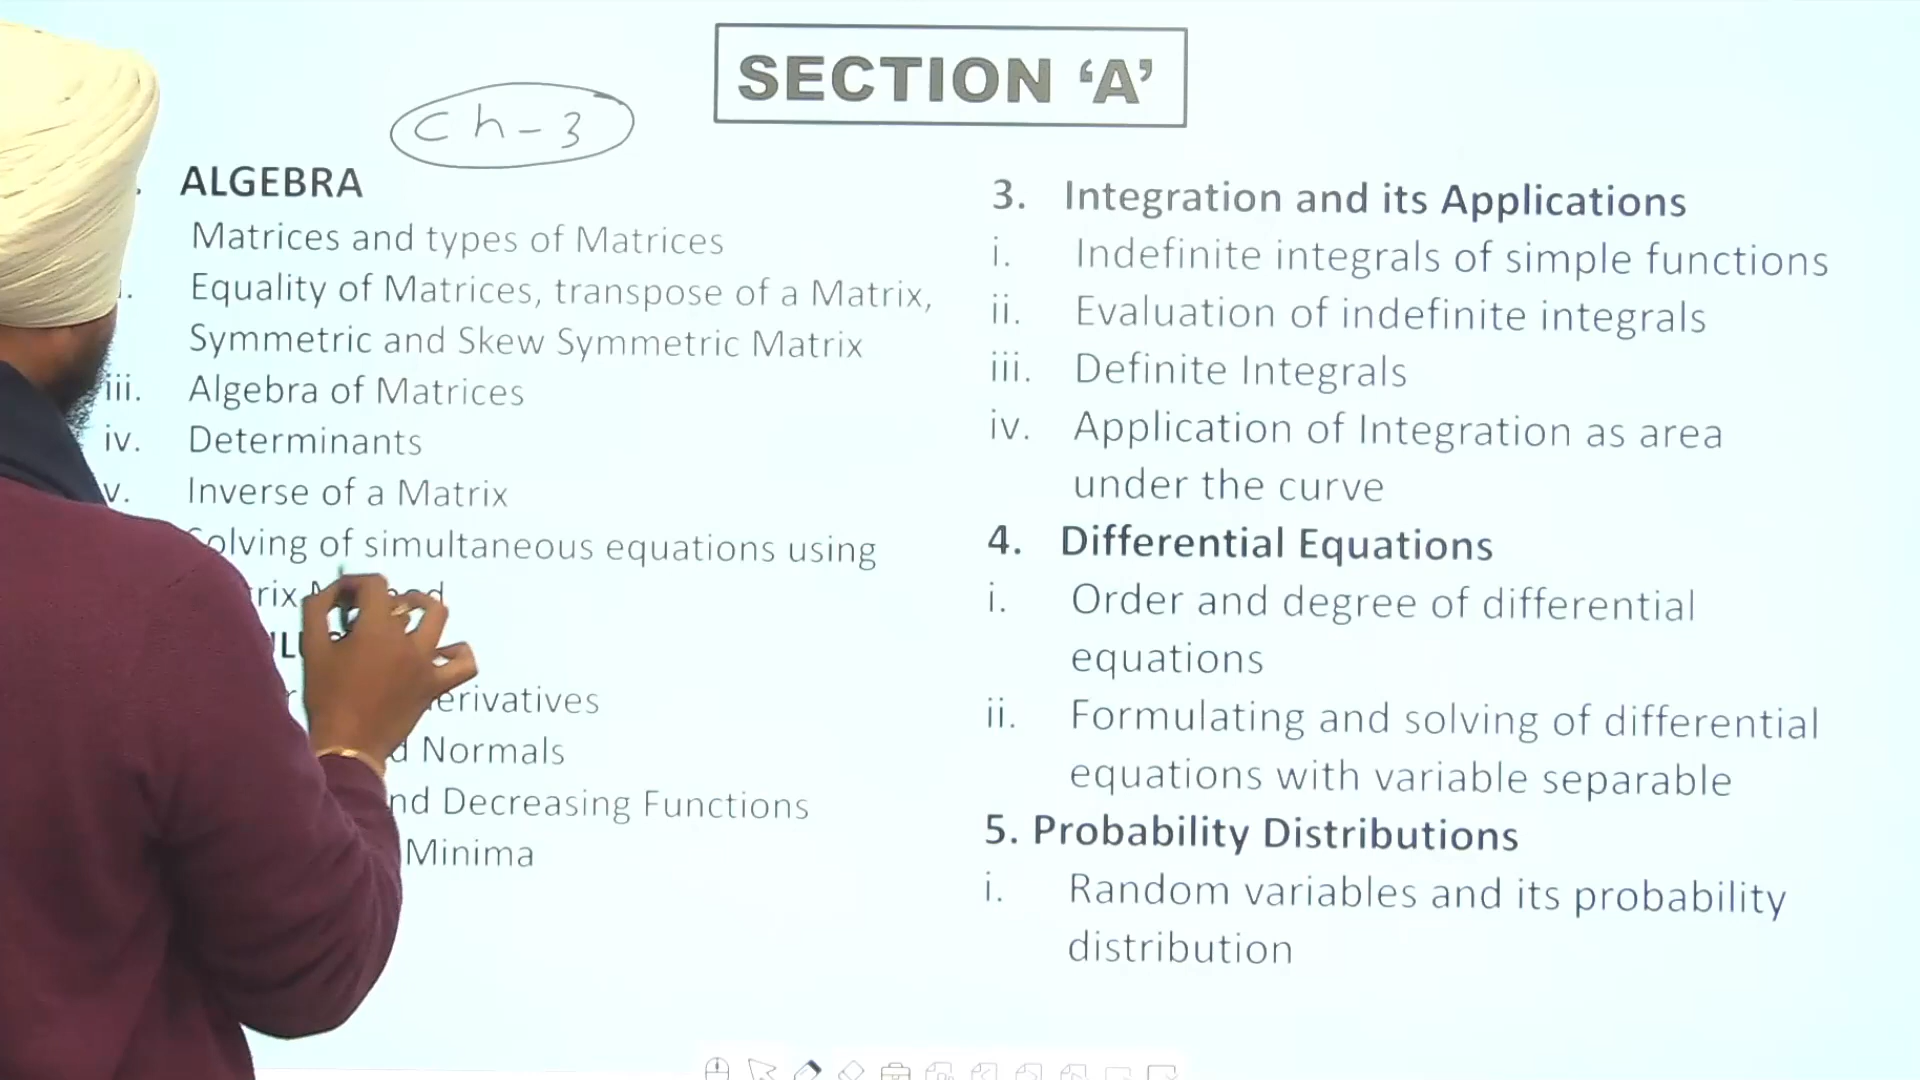 SECTION ‘A’
Ch-3
. ALGEBRA
Matrices and types of Matrices
. Equality of Matrices, transpose of a Matrix,
Symmetric and Skew Symmetric Matrix
iii. Algebra of Matrices
iv. Determinants
v. Inverse of a Matrix
olving of simultaneous equations using
rix
erivatives
d Normals
nd Decreasing Functions
Minima
3. Integration and its Applications
i. Indefinite integrals of simple functions
ii. Evaluation of indefinite integrals
iii. Definite Integrals
iv. Application of Integration as area
under the curve
4. Differential Equations
i. Order and degree of differential
equations
ii. Formulating and solving of differential
equations with variable separable
5. Probability Distributions
i. Random variables and its probability
distribution